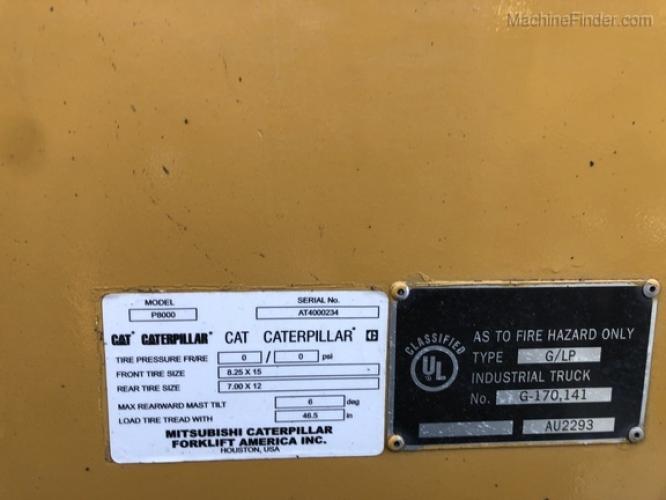 MachineFinder.com
MODEL SERIAL No.
P8000 AT4000234
CAT® CATERPILLAR® CAT CATERPILLAR® C
TIRE PRESSURE FR/RE 0 / 0 psi
FRONT TIRE SIZE 8.25 X 15
REAR TIRE SIZE 7.00 X 12
MAX REARWARD MAST TILT 6 deg
LOAD TIRE TREAD WITH 46.5 in
MITSUBISHI CATERPILLAR
FORKLIFT AMERICA INC.
HOUSTON, USA
CLASSIFIED
UL
AS TO FIRE HAZARD ONLY
TYPE G/LP
INDUSTRIAL TRUCK
No. G-170,141
AU2293